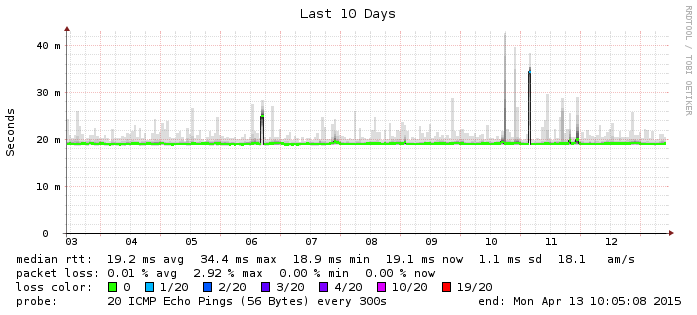 Last 10 Days
RRDTOOL / TOBI OETIKER
Seconds
40 m
30 m
20 m
10 m
0
03 04 05 06 07 08 09 10 11 12
median rtt: 19.2 ms avg 34.4 ms max 18.9 ms min 19.1 ms now 1.1 ms sd 18.1 am/s
packet loss: 0.01 % avg 2.92 % max 0.00 % min 0.00 % now
loss color: 0 1/20 2/20 3/20 4/20 10/20 19/20
probe: 20 ICMP Echo Pings (56 Bytes) every 300s end: Mon Apr 13 10:05:08 2015